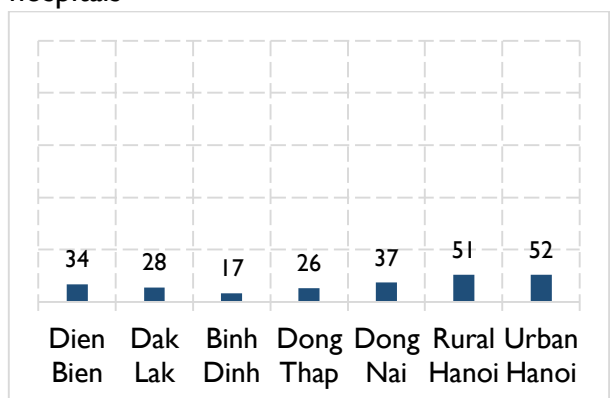 hospitals
34 28 17 26 37 51 52
Dien Dak Binh Dong Dong Rural Urban
Bien Lak Dinh Thap Nai Hanoi Hanoi